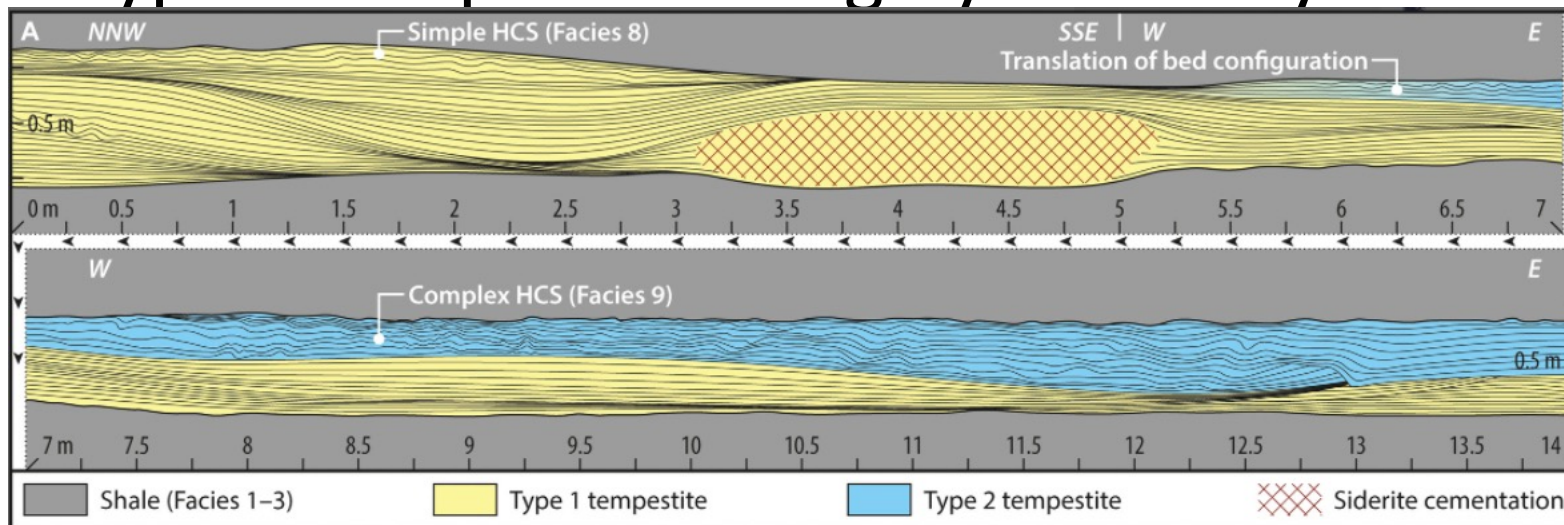 A NNW Simple HCS (Facies 8) SSE | W E
Translation of bed configuration
0.5 m
0 m 0.5 1 1.5 2 2.5 3 3.5 4 4.5 5 5.5 6 6.5 7
W E
Complex HCS (Facies 9)
0.5 m
7 m 7.5 8 8.5 9 9.5 10 10.5 11 11.5 12 12.5 13 13.5 14
Shale (Facies 1–3) Type 1 tempestite Type 2 tempestite Siderite cementation